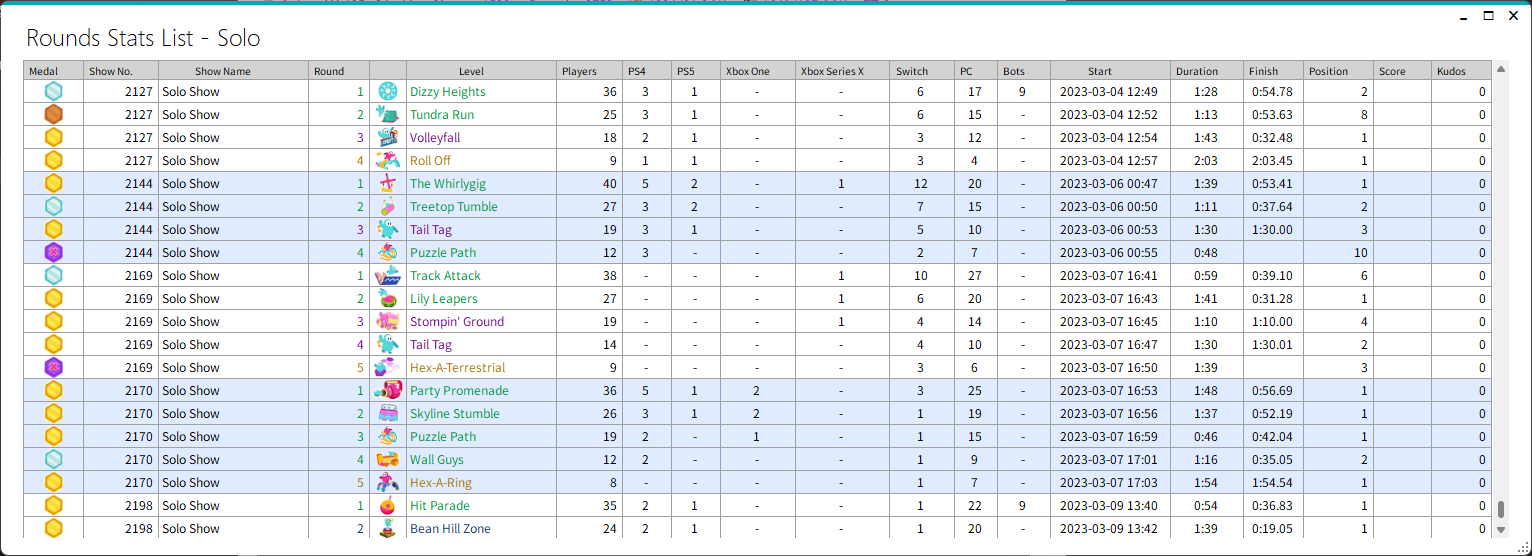 Rounds Stats List - Solo
Medal Show No. Show Name Round Level Players PS4 PS5 Xbox One Xbox Series X Switch PC Bots Start Duration Finish Position Score Kudos
2127 Solo Show 1 Dizzy Heights 36 3 1 - - 6 17 9 2023-03-04 12:49 1:28 0:54.78 2 0
2127 Solo Show 2 Tundra Run 25 3 1 - - 6 15 - 2023-03-04 12:52 1:13 0:53.63 8 0
2127 Solo Show 3 Volleyfall 18 2 1 - - 3 12 - 2023-03-04 12:54 1:43 0:32.48 1 0
2127 Solo Show 4 Roll Off 9 1 1 - - 3 4 - 2023-03-04 12:57 2:03 2:03.45 1 0
2144 Solo Show 1 The Whirlygig 40 5 2 - 1 12 20 - 2023-03-06 00:47 1:39 0:53.41 1 0
2144 Solo Show 2 Treetop Tumble 27 3 2 - - 7 15 - 2023-03-06 00:50 1:11 0:37.64 2 0
2144 Solo Show 3 Tail Tag 19 3 1 - - 5 10 - 2023-03-06 00:53 1:30 1:30.00 3 0
2144 Solo Show 4 Puzzle Path 12 3 - - - 2 7 - 2023-03-06 00:55 0:48 10 0
2169 Solo Show 1 Track Attack 38 - - - 1 10 27 - 2023-03-07 16:41 0:59 0:39.10 6 0
2169 Solo Show 2 Lily Leapers 27 - - - 1 6 20 - 2023-03-07 16:43 1:41 0:31.28 1 0
2169 Solo Show 3 Stompin' Ground 19 - - - 1 4 14 - 2023-03-07 16:45 1:10 1:10.00 4 0
2169 Solo Show 4 Tail Tag 14 - - - - 4 10 - 2023-03-07 16:47 1:30 1:30.01 2 0
2169 Solo Show 5 Hex-A-Terrestrial 9 - - - - 3 6 - 2023-03-07 16:50 1:39 3 0
2170 Solo Show 1 Party Promenade 36 5 1 2 - 3 25 - 2023-03-07 16:53 1:48 0:56.69 1 0
2170 Solo Show 2 Skyline Stumble 26 3 1 2 - 1 19 - 2023-03-07 16:56 1:37 0:52.19 1 0
2170 Solo Show 3 Puzzle Path 19 2 - 1 - 1 15 - 2023-03-07 16:59 0:46 0:42.04 1 0
2170 Solo Show 4 Wall Guys 12 2 - - - 1 9 - 2023-03-07 17:01 1:16 0:35.05 2 0
2170 Solo Show 5 Hex-A-Ring 8 - - - - 1 7 - 2023-03-07 17:03 1:54 1:54.54 1 0
2198 Solo Show 1 Hit Parade 35 2 1 - - 1 22 9 2023-03-09 13:40 0:54 0:36.83 1 0
2198 Solo Show 2 Bean Hill Zone 24 2 1 - - 1 20 - 2023-03-09 13:42 1:39 0:19.05 1 0